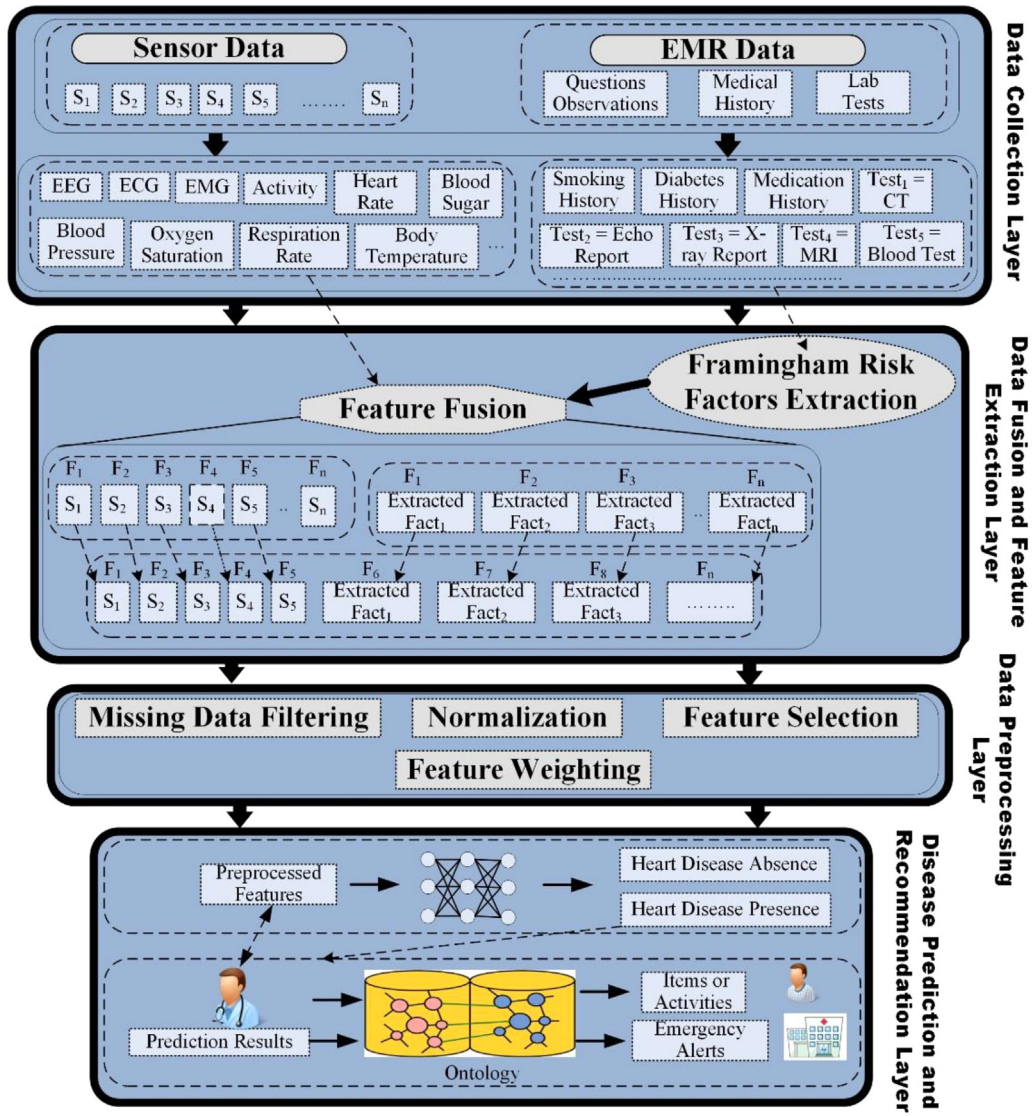 Sensor Data
S1 S2 S3 S4 S5 ……. Sn
EMR Data
Questions
Observations
Medical
History
Lab
Tests
EEG
ECG
EMG
Activity
Heart
Rate
Blood
Sugar
Blood
Pressure
Oxygen
Saturation
Respiration
Rate
Body
Temperature
...
Smoking
History
Diabetes
History
Medication
History
Test1 =
CT
Test2 = Echo
Report
Test3 = X-
ray Report
Test4 =
MRI
Test5 =
Blood Test
Data Collection Layer
Framingham Risk
Factors Extraction
Feature Fusion
F1 F2 F3 F4 F5 Fn
S1 S2 S3 S4 S5 .. Sn
F1 F2 F3 Fn
Extracted
Fact1
Extracted
Fact2
Extracted
Fact3
..
Extracted
Factn
F1 F2 F3 F4 F5 F6 F7 F8 Fn
S1 S2 S3 S4 S5
Extracted
Fact1
Extracted
Fact2
Extracted
Fact3
……..
Data Fusion and Feature
Extraction Layer
Missing Data Filtering
Normalization
Feature Selection
Feature Weighting
Data Preprocessing
Layer
Preprocessed
Features
Heart Disease Absence
Heart Disease Presence
Prediction Results
Ontology
Items or
Activities
Emergency
Alerts
Disease Prediction and
Recommendation Layer